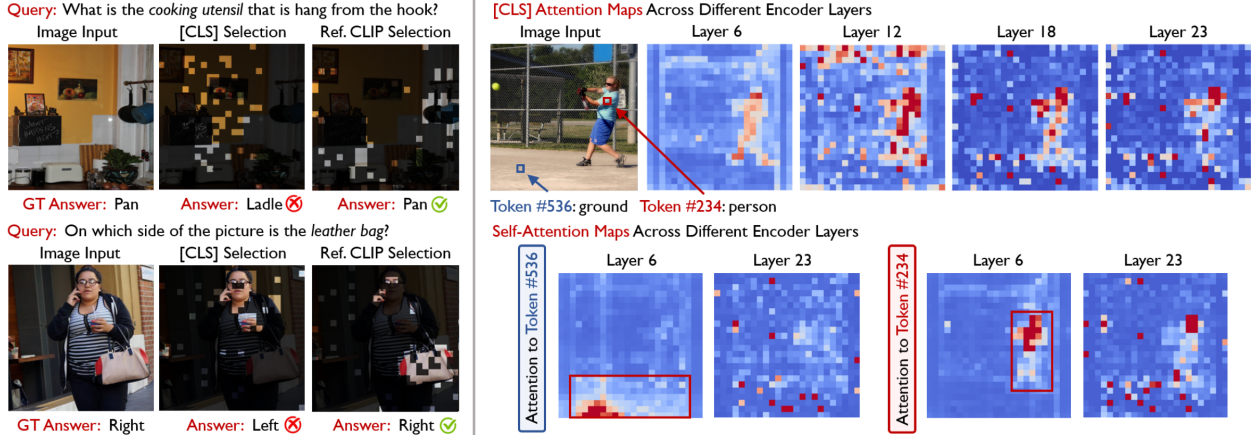 Query: What is the cooking utensil that is hang from the hook?
Image Input
[CLS] Selection
Ref. CLIP Selection
GT Answer: Pan
Answer: Ladle
Answer: Pan
Query: On which side of the picture is the leather bag?
Image Input
[CLS] Selection
Ref. CLIP Selection
GT Answer: Right
Answer: Left
Answer: Right
[CLS] Attention Maps Across Different Encoder Layers
Image Input
Layer 6
Layer 12
Layer 18
Layer 23
Token #536: ground
Token #234: person
Self-Attention Maps Across Different Encoder Layers
Attention to Token #536
Layer 6
Layer 23
Attention to Token #234
Layer 6
Layer 23